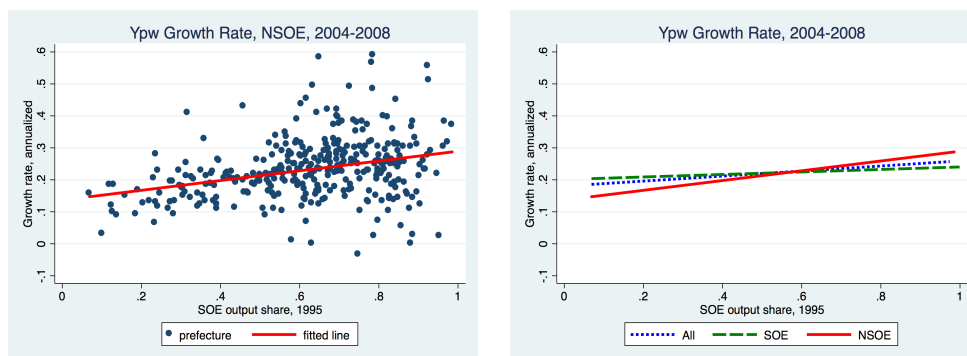 Ypw Growth Rate, NSOE, 2004-2008
Growth rate, annualized
.6
.5
.4
.3
.2
.1
0
-.1
0 .2 .4 .6 .8 1
SOE output share, 1995
prefecture fitted line
Ypw Growth Rate, 2004-2008
Growth rate, annualized
.6
.5
.4
.3
.2
.1
0
-.1
0 .2 .4 .6 .8 1
SOE output share, 1995
All SOE NSOE